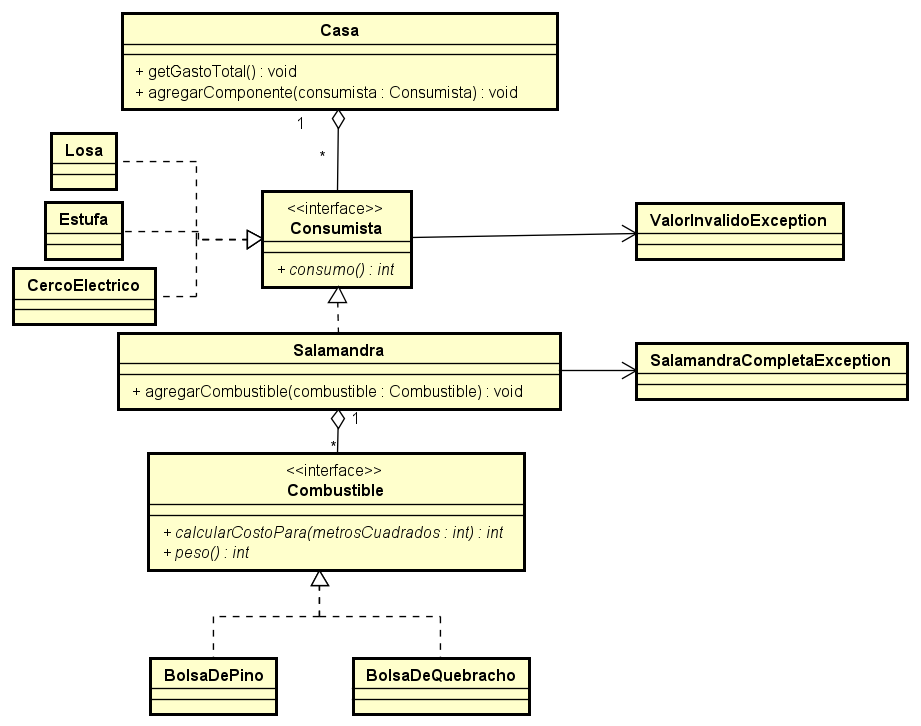 Casa
+ getGastoTotal() : void
+ agregarComponente(consumista : Consumista) : void
1
*
Losa
Estufa
CercoElectrico
<<interface>>
Consumista
+ consumo() : int
ValorInvalidoException
Salamandra
+ agregarCombustible(combustible : Combustible) : void
SalamandraCompletaException
1
*
<<interface>>
Combustible
+ calcularCostoPara(metrosCuadrados : int) : int
+ peso() : int
BolsaDePino
BolsaDeQuebracho